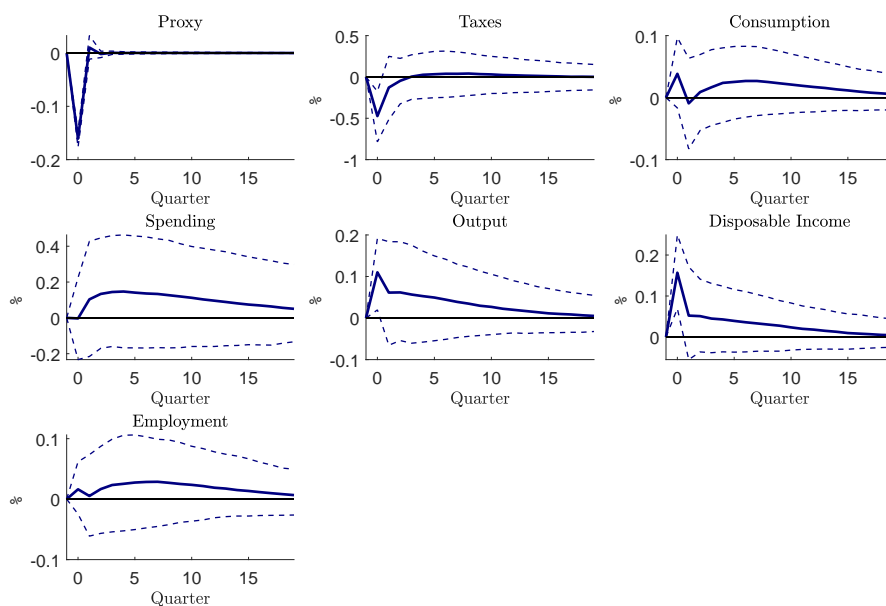 Proxy
0
-0.1
-0.2
0 5 10 15
Quarter
Taxes
%
0.5
0
-0.5
-1
0 5 10 15
Quarter
Consumption
%
0.1
0
-0.1
0 5 10 15
Quarter
Spending
%
0.4
0.2
0
-0.2
0 5 10 15
Quarter
Output
%
0.2
0.1
0
-0.1
0 5 10 15
Quarter
Disposable Income
%
0.2
0.1
0
0 5 10 15
Quarter
Employment
%
0.1
0
-0.1
0 5 10 15
Quarter